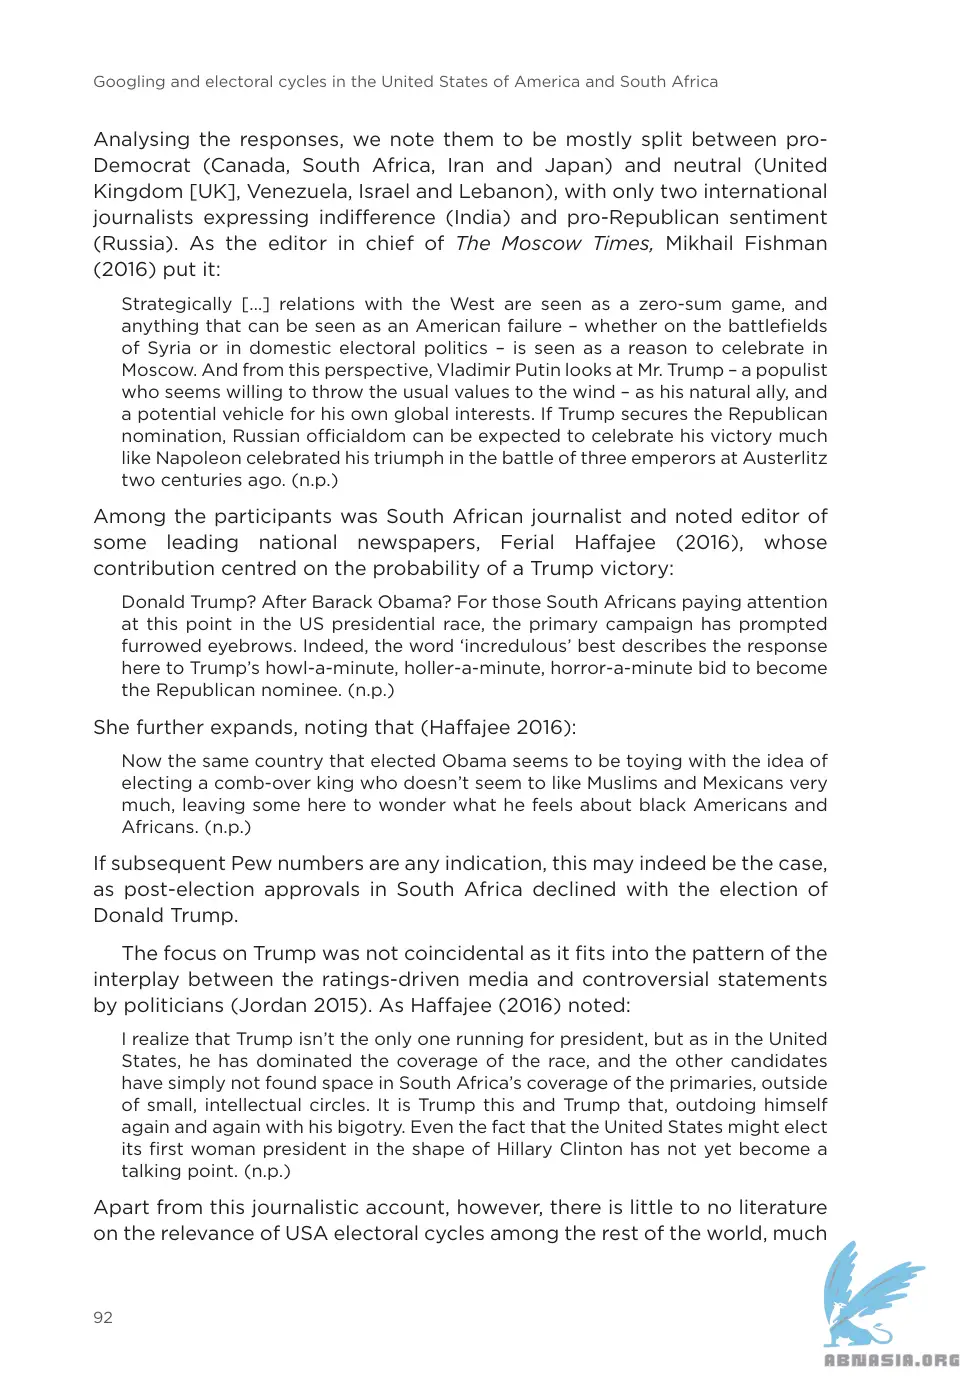 Googling and electoral cycles in the United States of America and South Africa
Analysing the responses, we note them to be mostly split between pro-
Democrat (Canada, South Africa, Iran and Japan) and neutral (United
Kingdom [UK], Venezuela, Israel and Lebanon), with only two international
journalists expressing indifference (India) and pro-Republican sentiment
(Russia). As the editor in chief of The Moscow Times, Mikhail Fishman
(2016) put it:
Strategically [...] relations with the West are seen as a zero-sum game, and
anything that can be seen as an American failure – whether on the battlefields
of Syria or in domestic electoral politics – is seen as a reason to celebrate in
Moscow. And from this perspective, Vladimir Putin looks at Mr. Trump – a populist
who seems willing to throw the usual values to the wind – as his natural ally, and
a potential vehicle for his own global interests. If Trump secures the Republican
nomination, Russian officialdom can be expected to celebrate his victory much
like Napoleon celebrated his triumph in the battle of three emperors at Austerlitz
two centuries ago. (n.p.)
Among the participants was South African journalist and noted editor of
some leading national newspapers, Ferial Haffajee (2016), whose
contribution centred on the probability of a Trump victory:
Donald Trump? After Barack Obama? For those South Africans paying attention
at this point in the US presidential race, the primary campaign has prompted
furrowed eyebrows. Indeed, the word ‘incredulous’ best describes the response
here to Trump’s howl-a-minute, holler-a-minute, horror-a-minute bid to become
the Republican nominee. (n.p.)
She further expands, noting that (Haffajee 2016):
Now the same country that elected Obama seems to be toying with the idea of
electing a comb-over king who doesn’t seem to like Muslims and Mexicans very
much, leaving some here to wonder what he feels about black Americans and
Africans. (n.p.)
If subsequent Pew numbers are any indication, this may indeed be the case,
as post-election approvals in South Africa declined with the election of
Donald Trump.
The focus on Trump was not coincidental as it fits into the pattern of the
interplay between the ratings-driven media and controversial statements
by politicians (Jordan 2015). As Haffajee (2016) noted:
I realize that Trump isn’t the only one running for president, but as in the United
States, he has dominated the coverage of the race, and the other candidates
have simply not found space in South Africa’s coverage of the primaries, outside
of small, intellectual circles. It is Trump this and Trump that, outdoing himself
again and again with his bigotry. Even the fact that the United States might elect
its first woman president in the shape of Hillary Clinton has not yet become a
talking point. (n.p.)
Apart from this journalistic account, however, there is little to no literature
on the relevance of USA electoral cycles among the rest of the world, much
92
ABNASIA.ORG